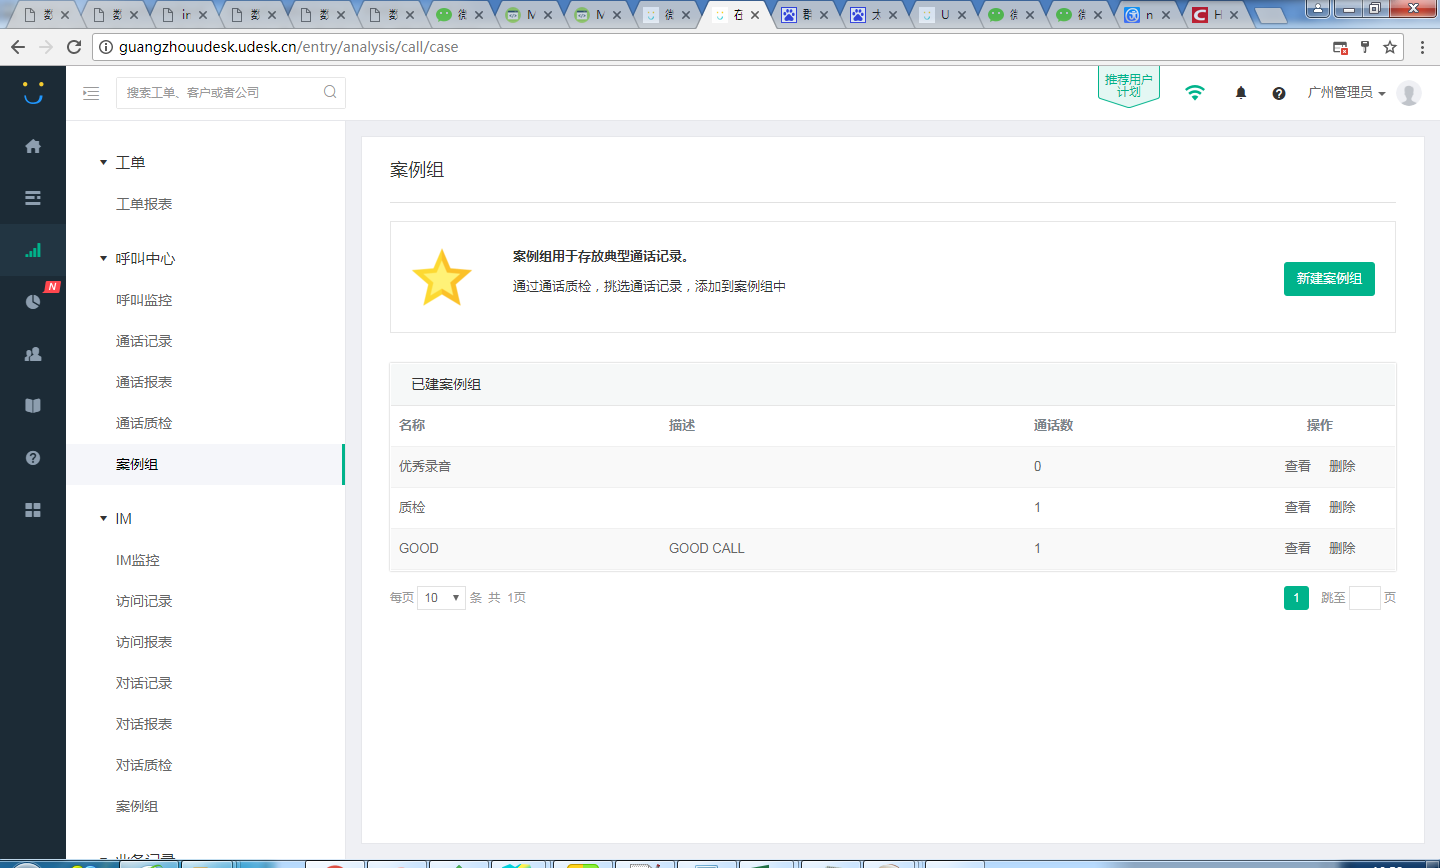 guangzhouudesk.udesk.cn/entry/analysis/call/case
搜索工单、客户或者公司
推荐用户
计划
广州管理员
N
工单
工单报表
呼叫中心
呼叫监控
通话记录
通话报表
通话质检
案例组
IM
IM监控
访问记录
访问报表
对话记录
对话报表
对话质检
案例组
业务记录
案例组
案例组用于存放典型通话记录。
通过通话质检，挑选通话记录，添加到案例组中
新建案例组
已建案例组
名称 描述 通话数 操作
优秀录音 0 查看 删除
质检 1 查看 删除
GOOD GOOD CALL 1 查看 删除
每页 10 条 共 1页
1 跳至 页